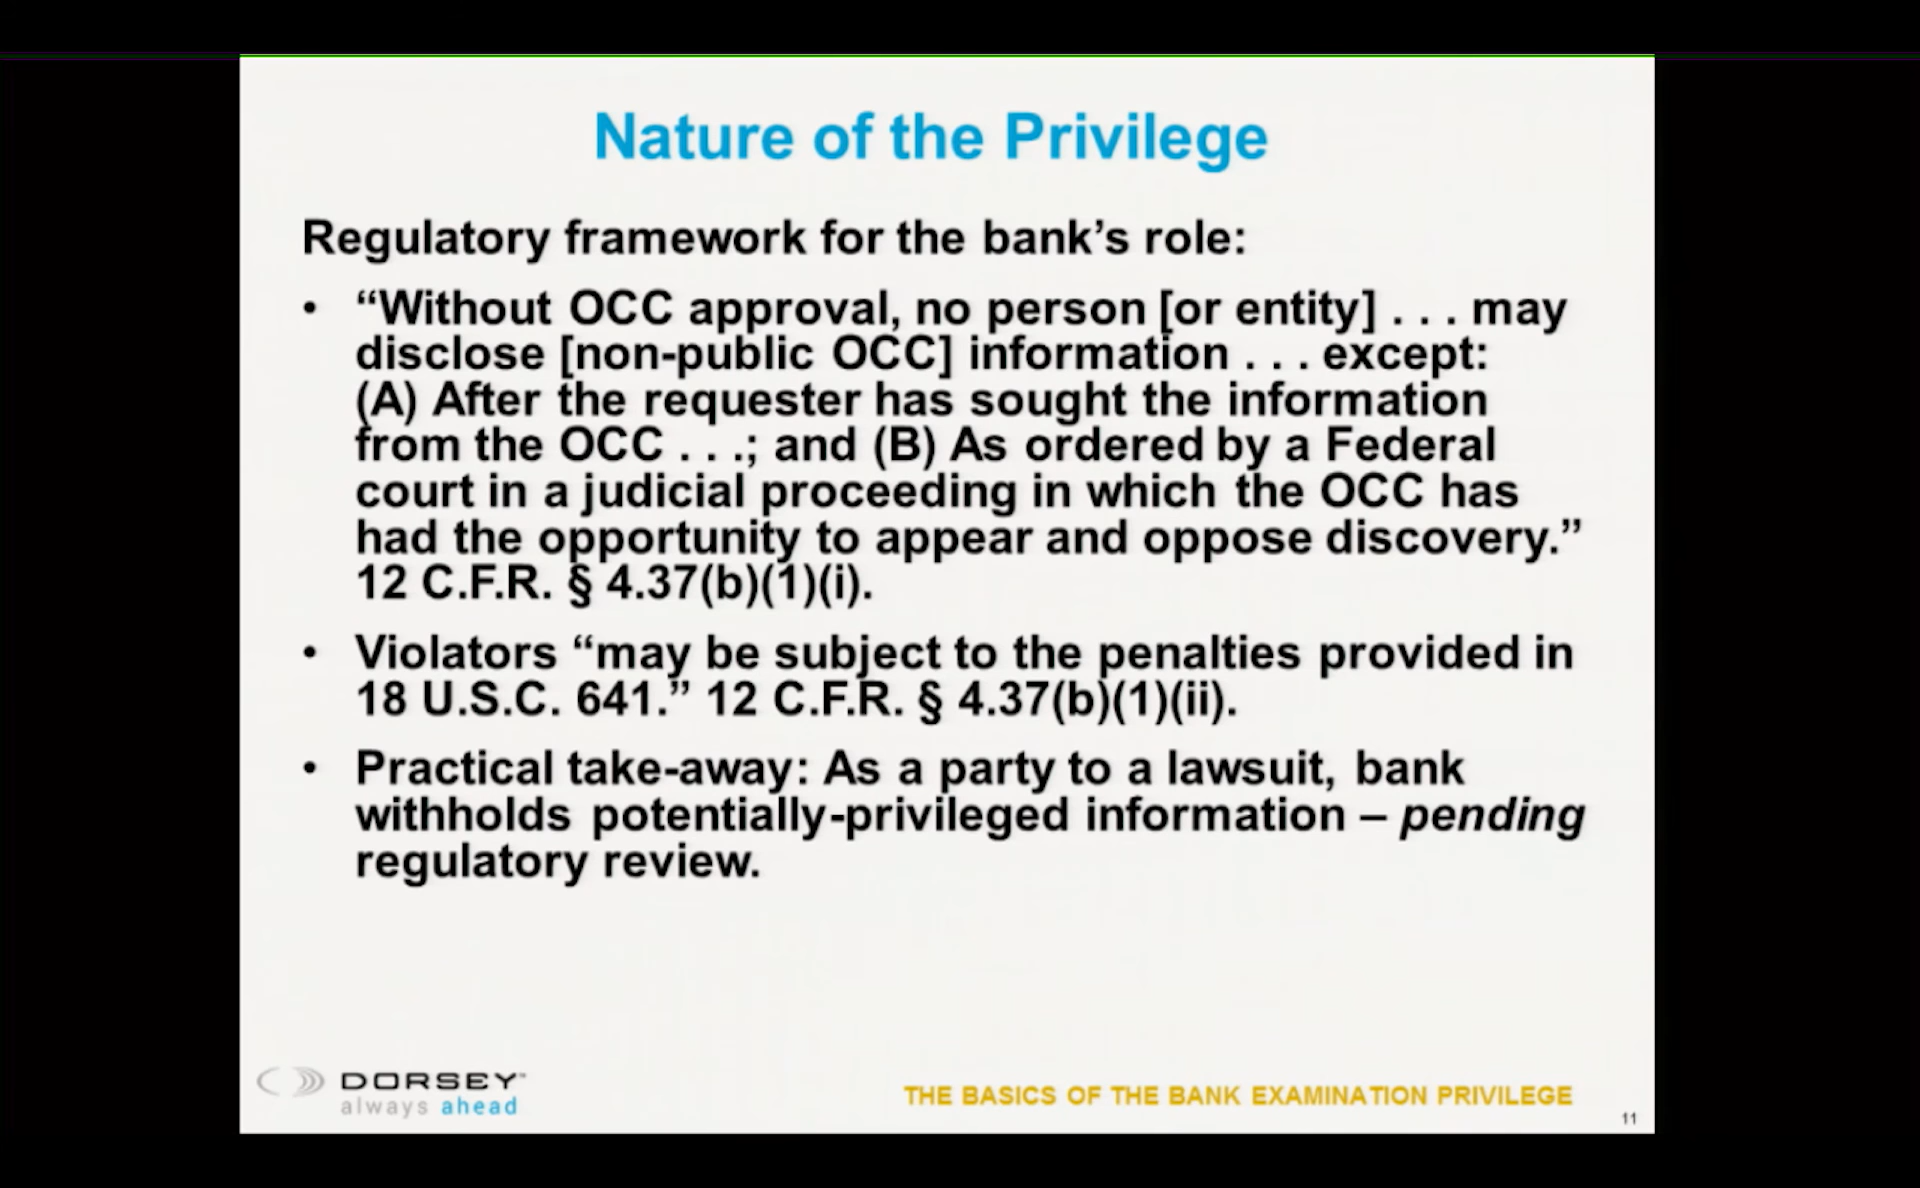 Nature of the Privilege
Regulatory framework for the bank’s role:
• “Without OCC approval, no person [or entity] . . . may
disclose [non-public OCC] information . . . except:
(A) After the requester has sought the information
from the OCC . . .; and (B) As ordered by a Federal
court in a judicial proceeding in which the OCC has
had the opportunity to appear and oppose discovery.”
12 C.F.R. § 4.37(b)(1)(i).
• Violators “may be subject to the penalties provided in
18 U.S.C. 641.” 12 C.F.R. § 4.37(b)(1)(ii).
• Practical take-away: As a party to a lawsuit, bank
withholds potentially-privileged information – pending
regulatory review.
DORSEY™
always ahead
THE BASICS OF THE BANK EXAMINATION PRIVILEGE
11